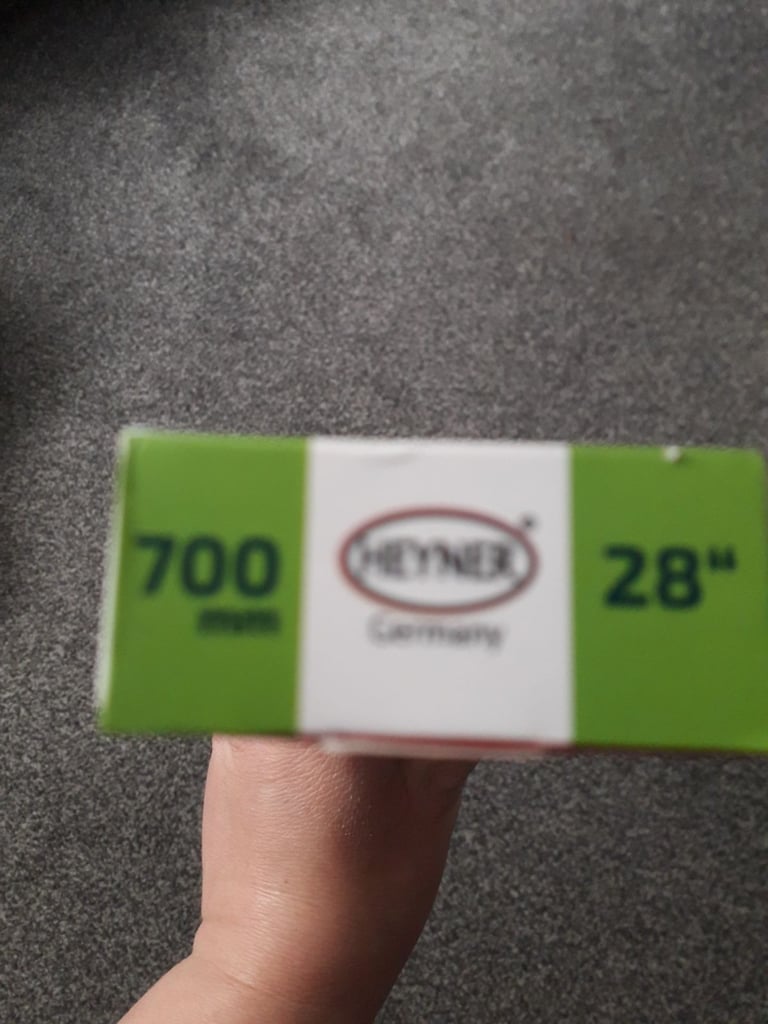 700
mm
HEYNER
Germany
28“